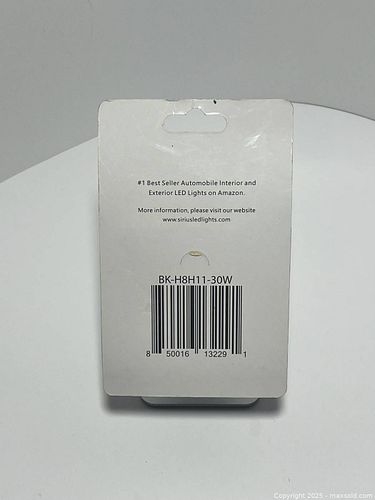 #1 Best Seller Automobile Interior and
Exterior LED Lights on Amazon.
More information, please visit our website
www.siriusledlights.com
BK-H8H11-30W
8 50016 13229 1
Copyright 2025 - maxsold.com